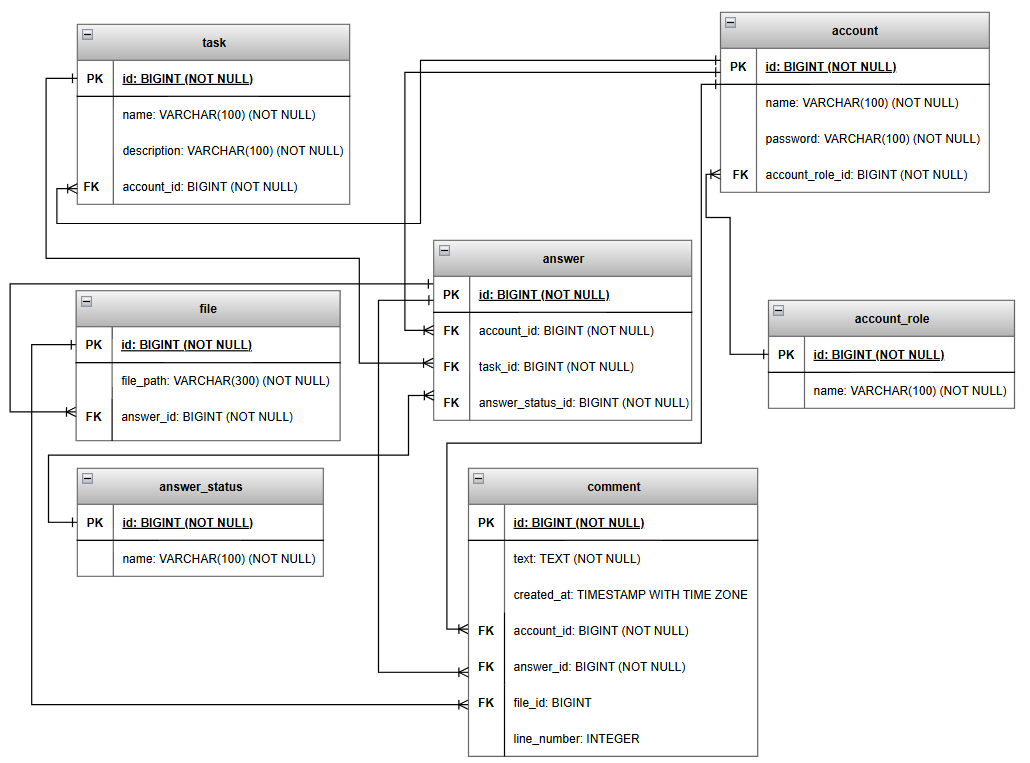 task
PK id: BIGINT (NOT NULL)
name: VARCHAR(100) (NOT NULL)
description: VARCHAR(100) (NOT NULL)
FK account_id: BIGINT (NOT NULL)
account
PK id: BIGINT (NOT NULL)
name: VARCHAR(100) (NOT NULL)
password: VARCHAR(100) (NOT NULL)
FK account_role_id: BIGINT (NOT NULL)
answer
PK id: BIGINT (NOT NULL)
FK account_id: BIGINT (NOT NULL)
FK task_id: BIGINT (NOT NULL)
FK answer_status_id: BIGINT (NOT NULL)
file
PK id: BIGINT (NOT NULL)
file_path: VARCHAR(300) (NOT NULL)
FK answer_id: BIGINT (NOT NULL)
account_role
PK id: BIGINT (NOT NULL)
name: VARCHAR(100) (NOT NULL)
answer_status
PK id: BIGINT (NOT NULL)
name: VARCHAR(100) (NOT NULL)
comment
PK id: BIGINT (NOT NULL)
text: TEXT (NOT NULL)
created_at: TIMESTAMP WITH TIME ZONE
FK account_id: BIGINT (NOT NULL)
FK answer_id: BIGINT (NOT NULL)
FK file_id: BIGINT
line_number: INTEGER